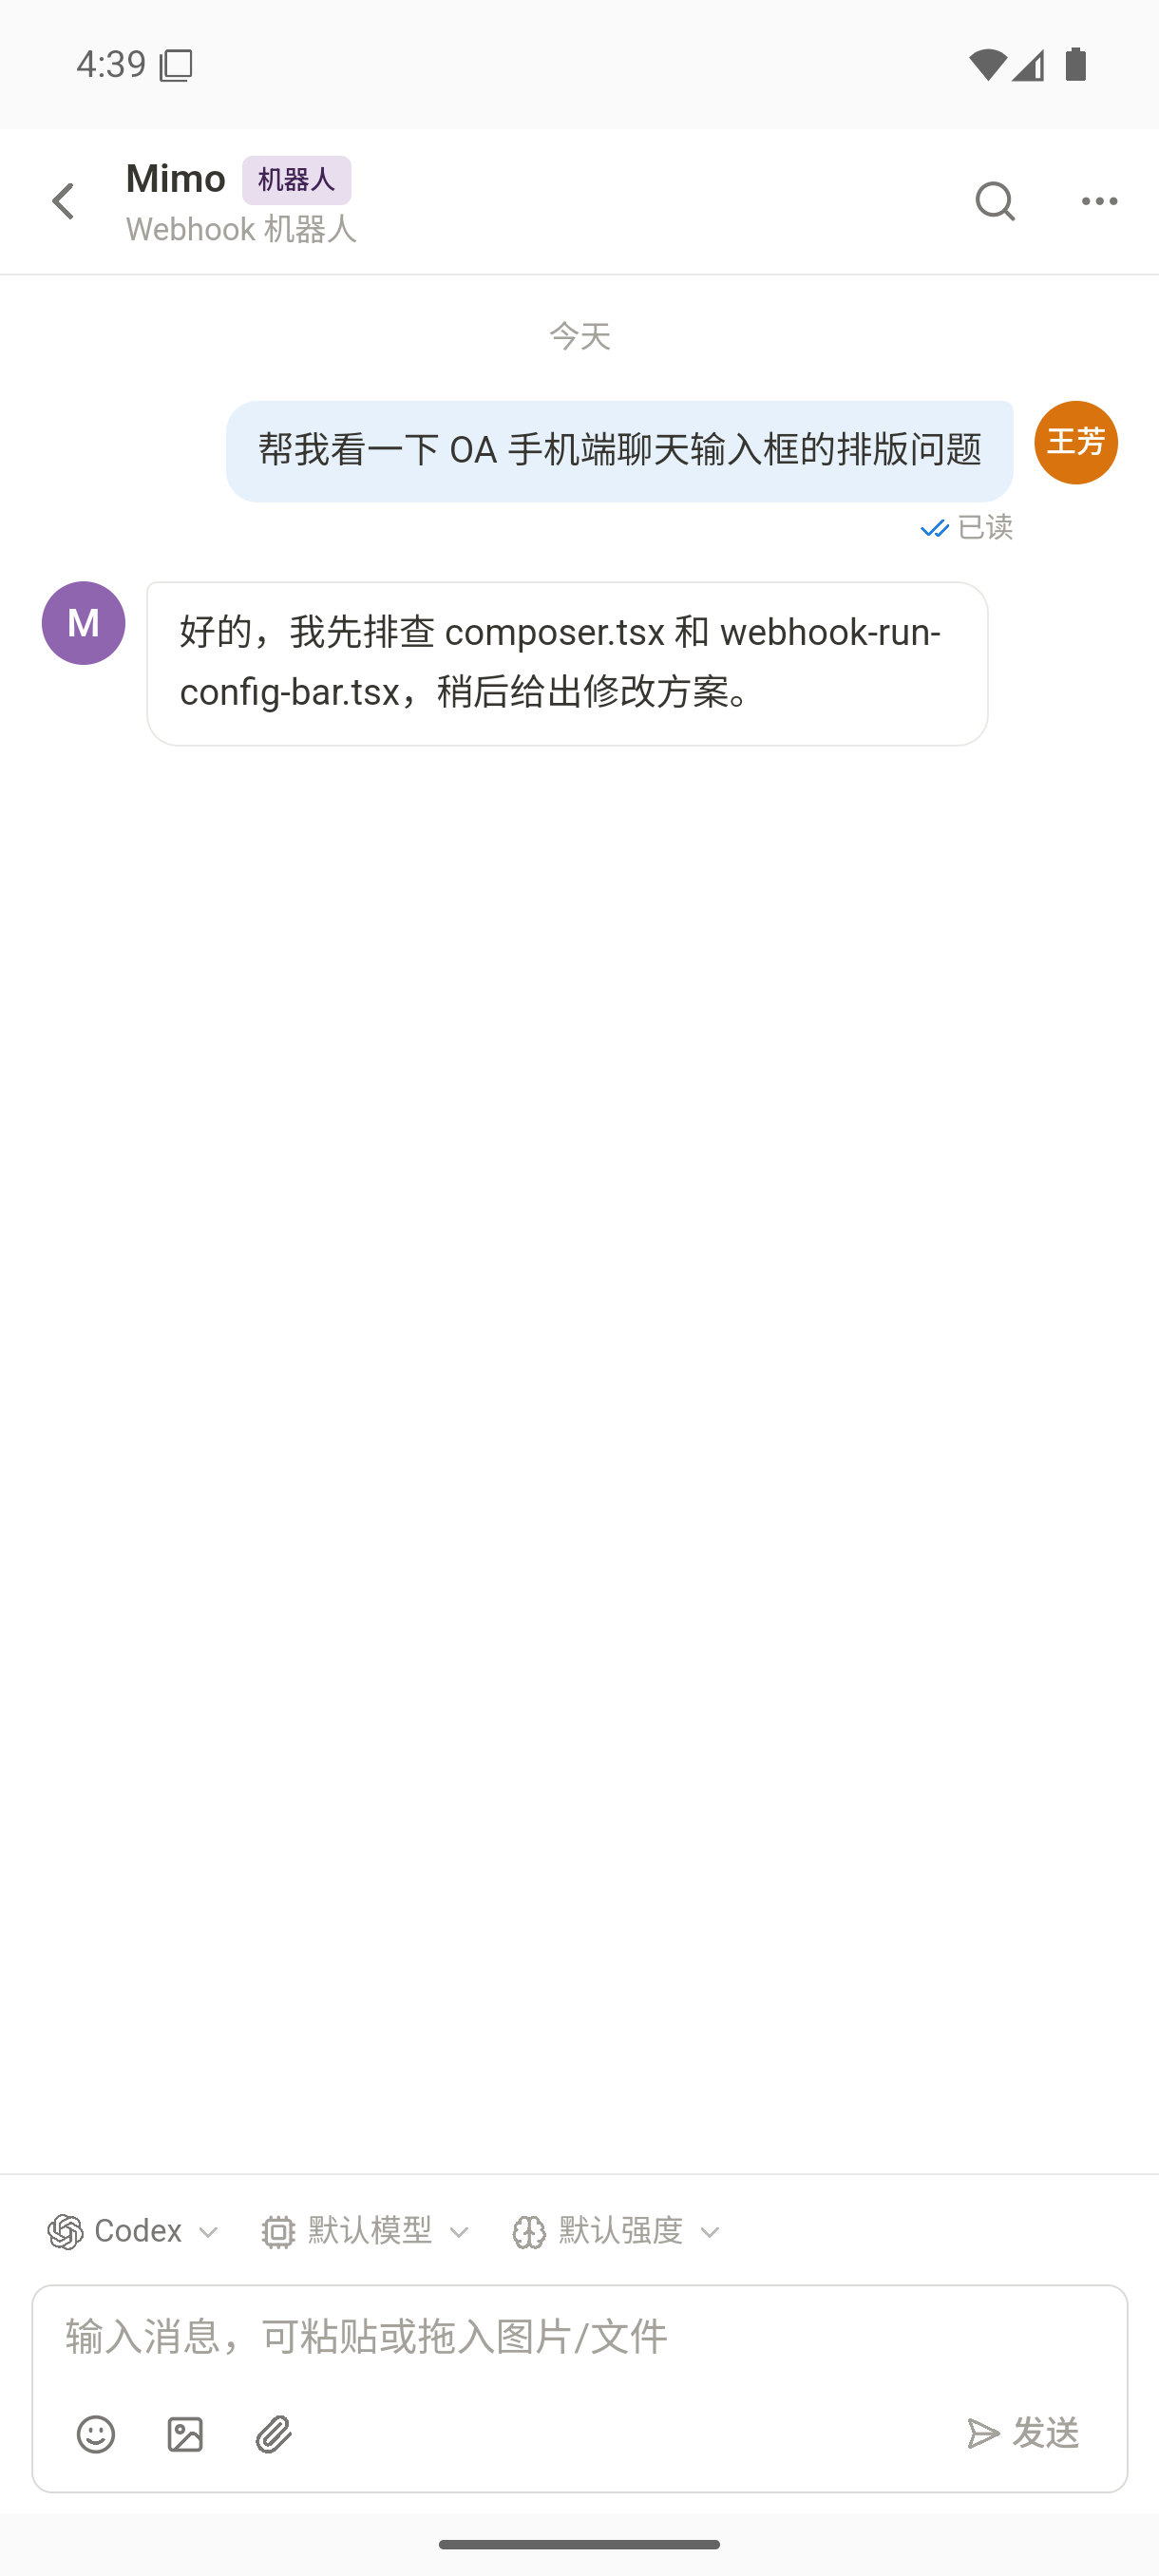 4:39
Mimo 机器人
Webhook 机器人
今天
帮我看一下 OA 手机端聊天输入框的排版问题
王芳
已读
M
好的，我先排查 composer.tsx 和 webhook-run-
config-bar.tsx，稍后给出修改方案。
Codex 默认模型 默认强度
输入消息，可粘贴或拖入图片/文件
发送